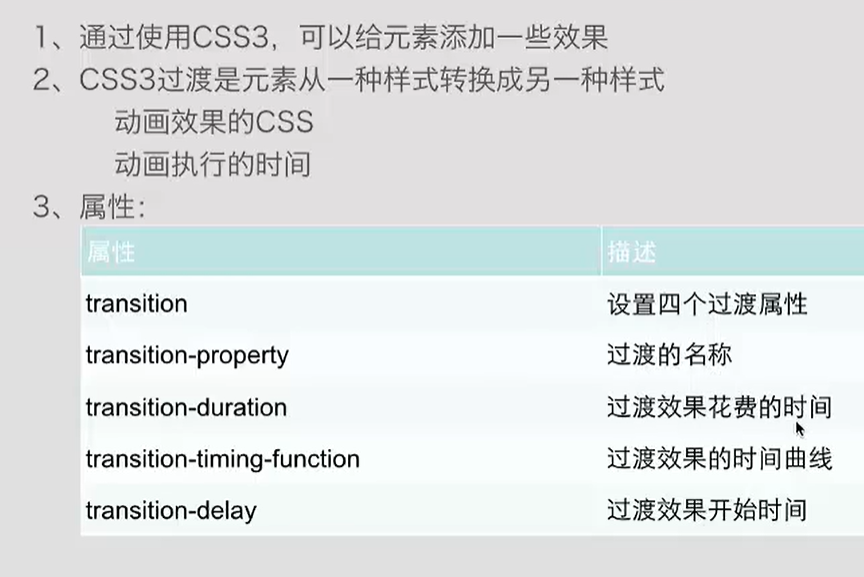 1、通过使用CSS3，可以给元素添加一些效果
2、CSS3过渡是元素从一种样式转换成另一种样式
动画效果的CSS
动画执行的时间
3、属性：
属性 描述
transition 设置四个过渡属性
transition-property 过渡的名称
transition-duration 过渡效果花费的时间
transition-timing-function 过渡效果的时间曲线
transition-delay 过渡效果开始时间